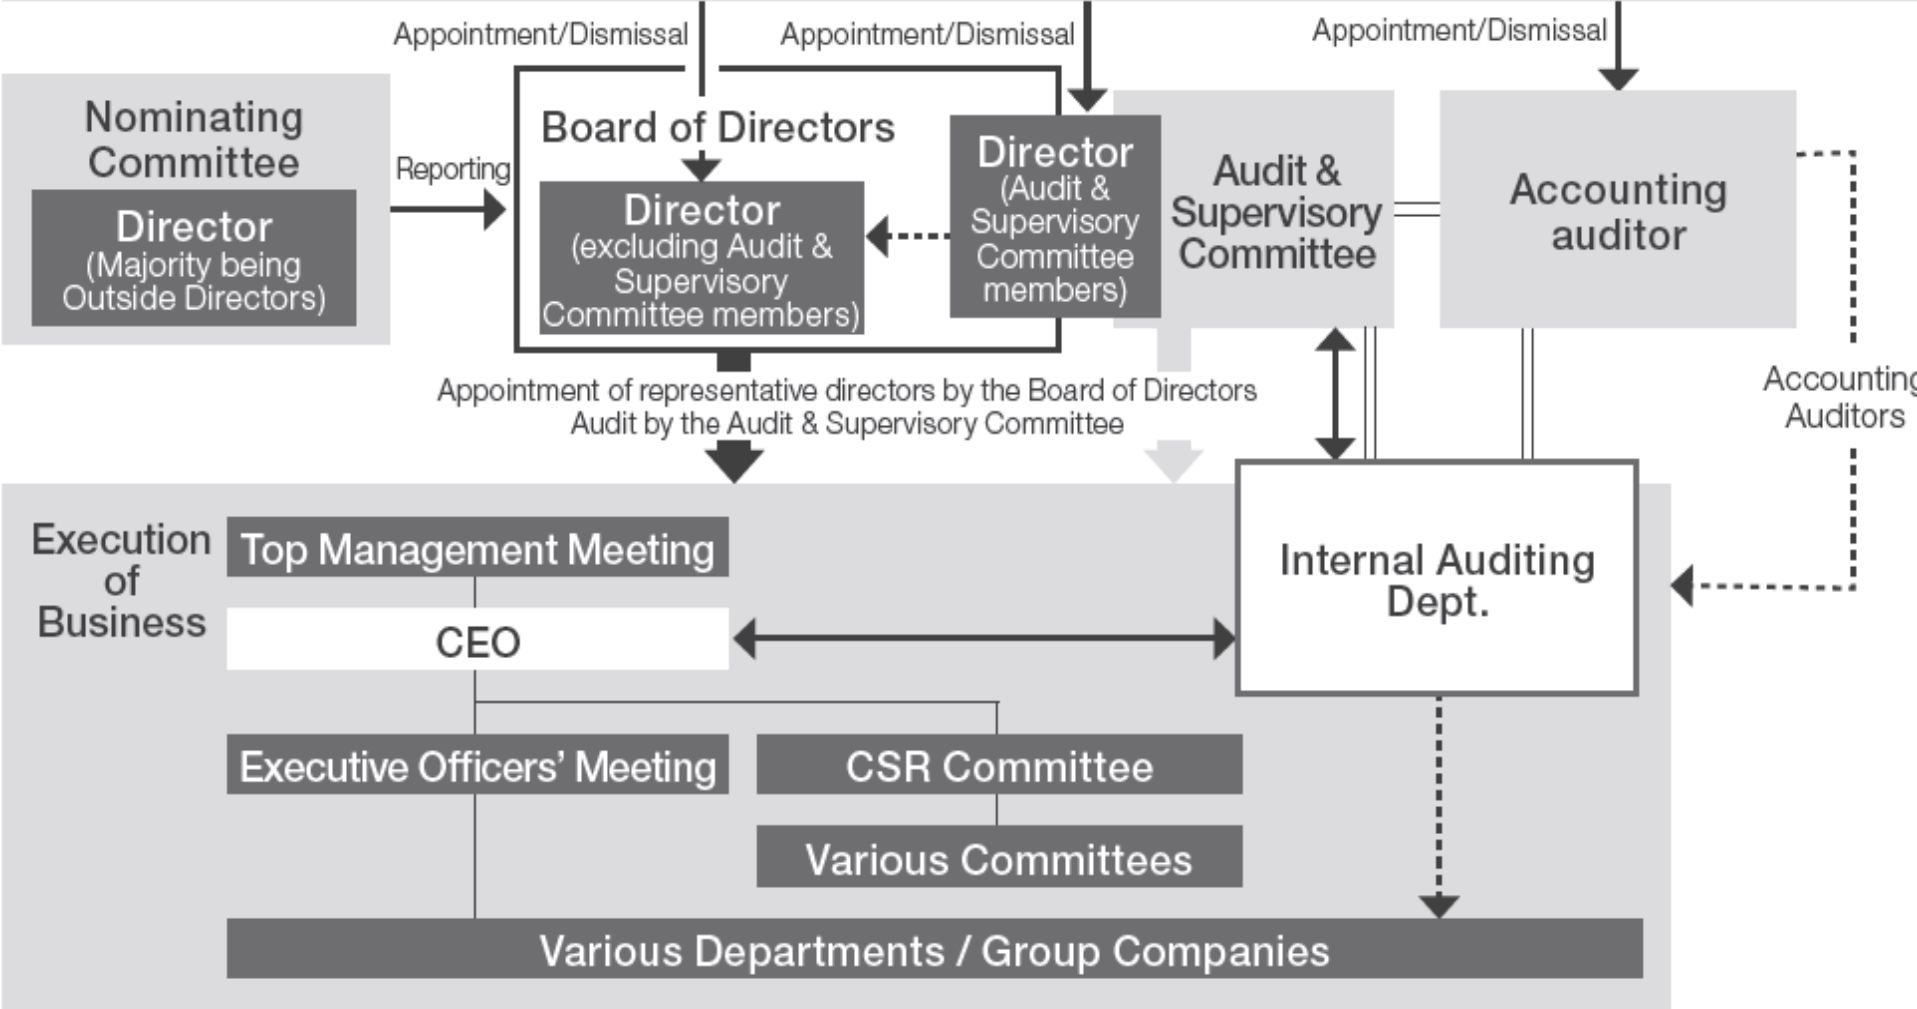 Appointment/Dismissal
Appointment/Dismissal
Appointment/Dismissal
Nominating
Committee
Director
(Majority being
Outside Directors)
Reporting
Board of Directors
Director
(excluding Audit &
Supervisory
Committee members)
Director
(Audit &
Supervisory
Committee
members)
Audit &
Supervisory
Committee
Accounting
auditor
Appointment of representative directors by the Board of Directors
Audit by the Audit & Supervisory Committee
Accounting
Auditors
Execution
of
Business
Top Management Meeting
CEO
Internal Auditing
Dept.
Executive Officers’ Meeting
CSR Committee
Various Committees
Various Departments / Group Companies